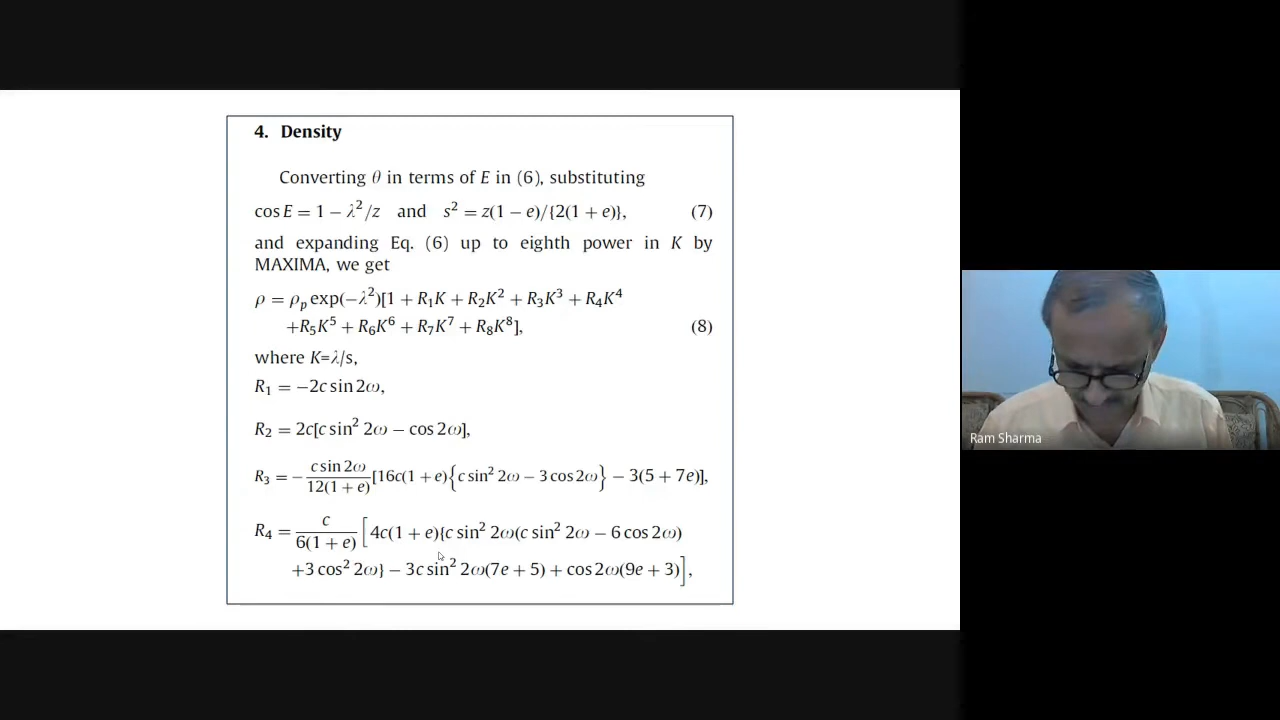 4. Density
Converting θ in terms of E in (6), substituting
cos E = 1 − λ²/z and s² = z(1 − e)/{2(1 + e)}, (7)
and expanding Eq. (6) up to eighth power in K by
MAXIMA, we get
ρ = ρₚ exp(−λ²)[1 + R₁K + R₂K² + R₃K³ + R₄K⁴
+R₅K⁵ + R₆K⁶ + R₇K⁷ + R₈K⁸], (8)
where K=λ/s,
R₁ = −2c sin 2ω,
R₂ = 2c[c sin² 2ω − cos 2ω],
R₃ = − c sin 2ω/12(1 + e) [16c(1 + e){c sin² 2ω − 3 cos 2ω} − 3(5 + 7e)],
R₄ = c/6(1 + e) [4c(1 + e){c sin² 2ω(c sin² 2ω − 6 cos 2ω)
+3 cos² 2ω} − 3c sin² 2ω(7e + 5) + cos 2ω(9e + 3)],
Ram Sharma